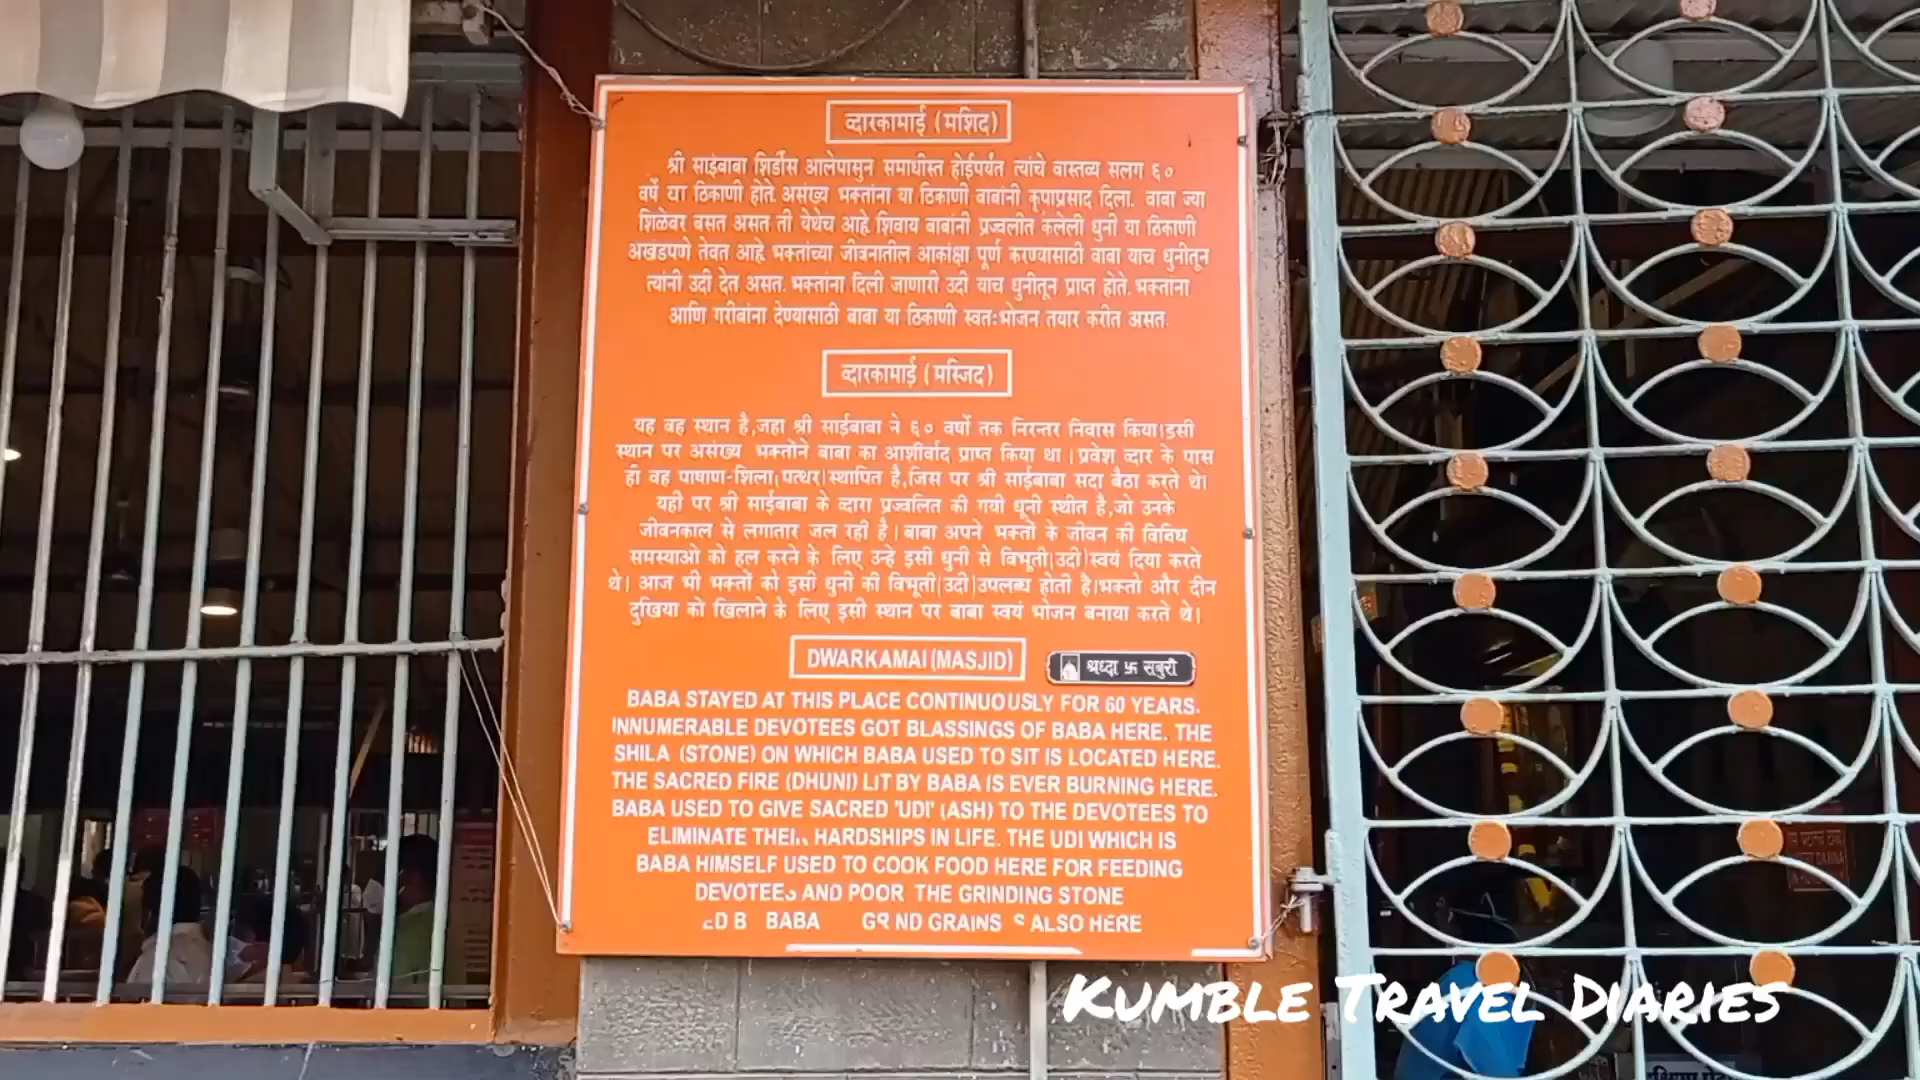 व्दारकामाई (मशिद)
श्री साईबाबा शिर्डीस आलेपासुन समाधीस्त होईपर्यंत त्यांचे वास्तव्य सलग ६०
वर्षे या ठिकाणी होते. असंख्य भक्तांना या ठिकाणी बाबांनी कृपाप्रसाद दिला. बाबा ज्या
शिळेवर बसत असत ती येथेच आहे शिवाय बाबांनी प्रज्वलीत केलेली धुनी या ठिकाणी
अखंडपणे तेवत आहे भक्तांच्या जीवनातील आकांक्षा पूर्ण करण्यासाठी बाबा याच धुनीतून
त्यांनी उदी देत असत. भक्तांना दिली जाणारी उदी याच धुनीतून प्राप्त होते. भक्तांना
आणि गरीबांना देण्यासाठी बाबा या ठिकाणी स्वतःभोजन तयार करीत असत.
व्दारकामाई (मस्जिद)
यह वह स्थान है,जहा श्री साईबाबा ने ६० वर्षो तक निरन्तर निवास किया।इसी
स्थान पर असंख्य भक्तोंने बाबा का आशीर्वाद प्राप्त किया था। प्रवेश व्दार के पास
ही वह पाषाण-शिला(पत्थर)स्थापित है,जिस पर श्री साईबाबा सदा बैठा करते थे।
यही पर श्री साईबाबा के व्दारा प्रज्वलित की गयी धूनी स्थीत है,जो उनके
जीवनकाल से लगातार जल रही है। बाबा अपने भक्तो के जीवन की विविध
समस्याओ को हल करने के लिए उन्हे इसी धुनी से विभूती(उदी)स्वयं दिया करते
थे। आज भी भक्तों को इसी धुनी की विभूती(उदी)उपलब्ध होती है।भक्तो और दीन
दुखिया को खिलाने के लिए इसी स्थान पर बाबा स्वयं भोजन बनाया करते थे।
DWARKAMAI(MASJID)
श्रध्दा 卐 सबुरी
BABA STAYED AT THIS PLACE CONTINUOUSLY FOR 60 YEARS.
INNUMERABLE DEVOTEES GOT BLASSINGS OF BABA HERE. THE
SHILA (STONE) ON WHICH BABA USED TO SIT IS LOCATED HERE.
THE SACRED FIRE (DHUNI) LIT BY BABA IS EVER BURNING HERE.
BABA USED TO GIVE SACRED 'UDI' (ASH) TO THE DEVOTEES TO
ELIMINATE HARDSHIPS IN LIFE. THE UDI WHICH IS
BABA HIMSELF USED TO COOK FOOD HERE FOR FEEDING
DEVOTEES AND POOR THE GRINDING STONE
BABA GRAINS ALSO HERE
KUMBLE TRAVEL DIARIES